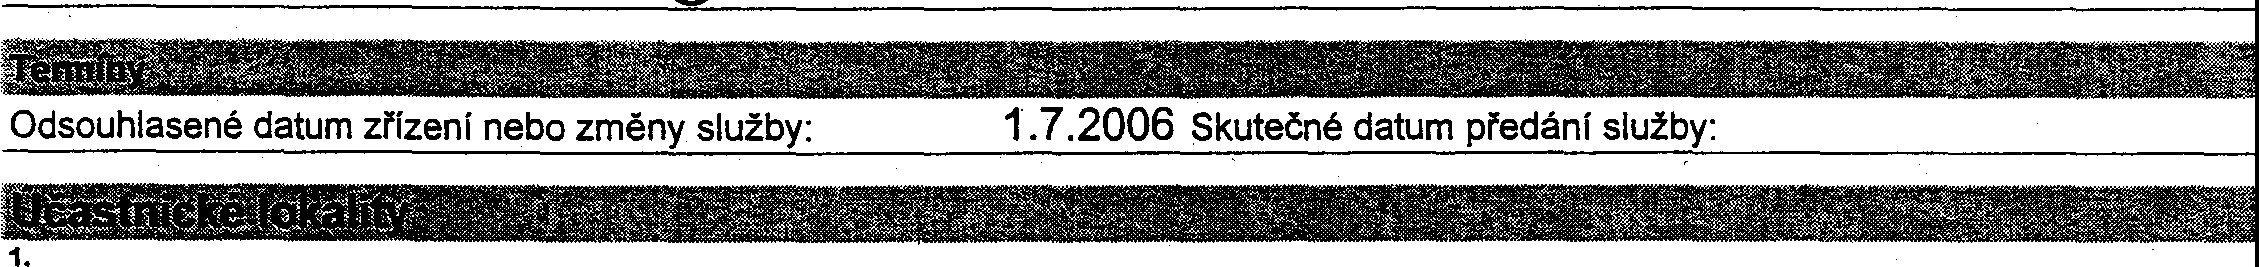 Termíny
Odsouhlasené datum zřízení nebo změny služby: 1.7.2006 Skutečné datum předání služby:
Účastnické lokality
1.